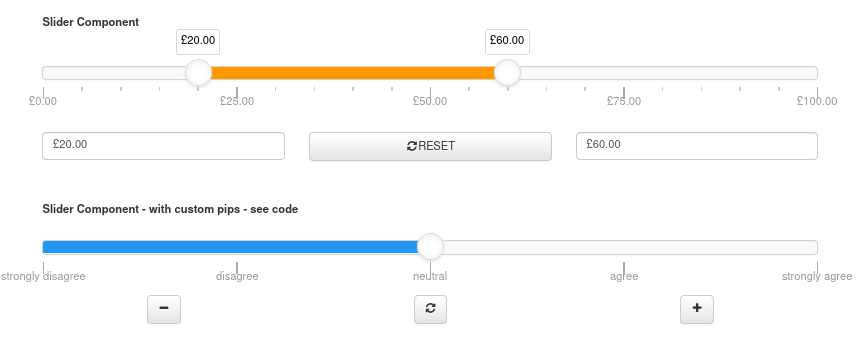 Slider Component
£20.00 £60.00
£0.00 £25.00 £50.00 £75.00 £100.00
£20.00 RESET £60.00
Slider Component - with custom pips - see code
strongly disagree disagree neutral agree strongly agree